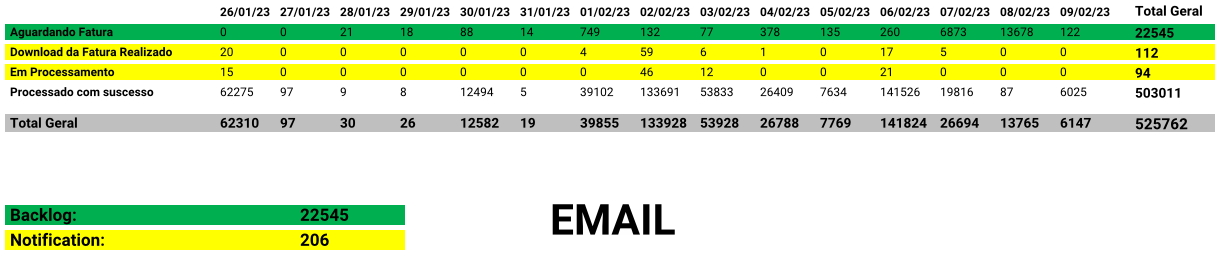 26/01/23 27/01/23 28/01/23 29/01/23 30/01/23 31/01/23 01/02/23 02/02/23 03/02/23 04/02/23 05/02/23 06/02/23 07/02/23 08/02/23 09/02/23 Total Geral
Aguardando Fatura 0 0 21 18 88 14 749 132 77 378 135 260 6873 13678 122 22545
Download da Fatura Realizado 20 0 0 0 0 0 4 59 6 1 0 17 5 0 0 112
Em Processamento 15 0 0 0 0 0 0 46 12 0 0 21 0 0 0 94
Processado com suscesso 62275 97 9 8 12494 5 39102 133691 53833 26409 7634 141526 19816 87 6025 503011
Total Geral 62310 97 30 26 12582 19 39855 133928 53928 26788 7769 141824 26694 13765 6147 525762
Backlog: 22545
Notification: 206
EMAIL